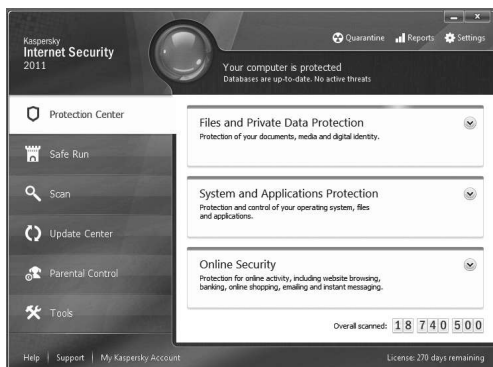 Kaspersky
Internet Security
2011
Quarantine Reports Settings
Your computer is protected
Databases are up-to-date. No active threats
Protection Center
Safe Run
Scan
Update Center
Parental Control
Tools
Files and Private Data Protection
Protection of your documents, media and digital identity.
System and Applications Protection
Protection and control of your operating system, files
and applications.
Online Security
Protection for online activity, including website browsing,
banking, online shopping, emailing and instant messaging.
Overall scanned: 18 740 500
Help | Support | My Kaspersky Account
License: 270 days remaining